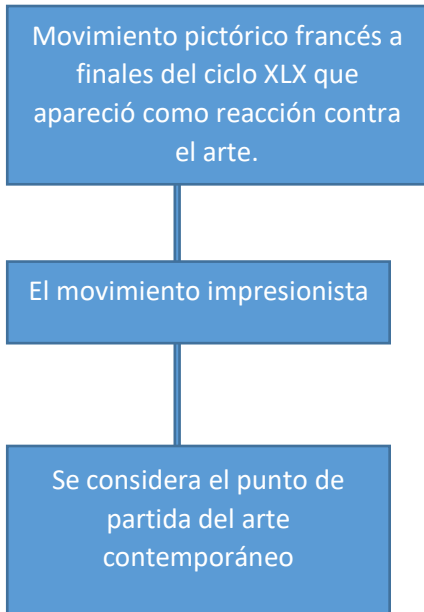 Movimiento pictórico francés a
finales del ciclo XLX que
apareció como reacción contra
el arte.
El movimiento impresionista
Se considera el punto de
partida del arte
contemporáneo